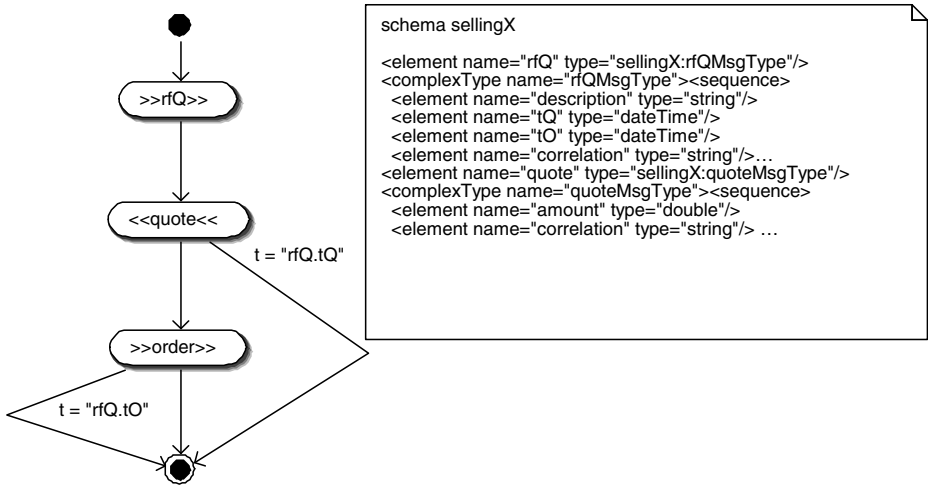 >>rfQ>>
<<quote<<
t = "rfQ.tQ"
>>order>>
t = "rfQ.tO"
schema sellingX
<element name="rfQ" type="sellingX:rfQMsgType"/>
<complexType name="rfQMsgType"><sequence>
<element name="description" type="string"/>
<element name="tQ" type="dateTime"/>
<element name="tO" type="dateTime"/>
<element name="correlation" type="string"/>…
<element name="quote" type="sellingX:quoteMsgType"/>
<complexType name="quoteMsgType"><sequence>
<element name="amount" type="double"/>
<element name="correlation" type="string"/> …